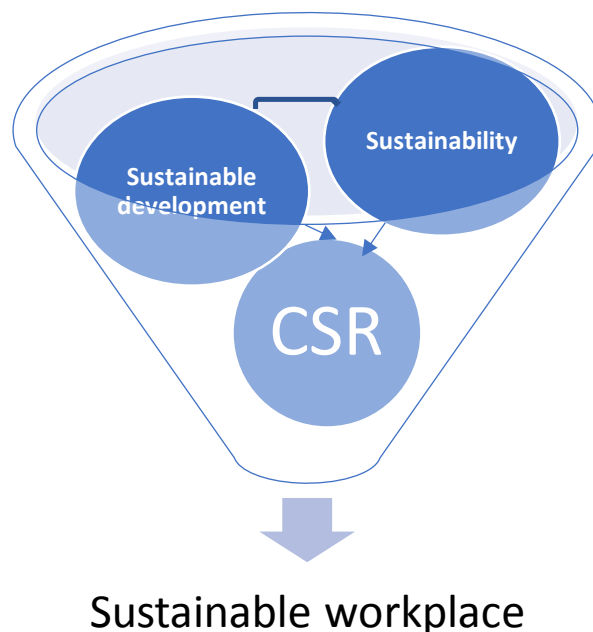 Sustainability
Sustainable
development
CSR
Sustainable workplace